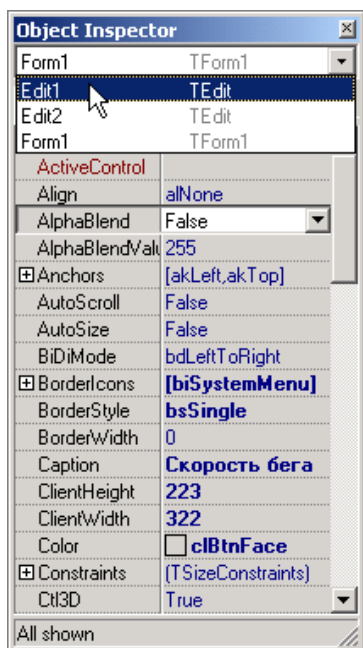 Object Inspector
Form1 TForm1
Edit1 TEdit
Edit2 TEdit
Form1 TForm1
ActiveControl
Align alNone
AlphaBlend False
AlphaBlendValu 255
Anchors [akLeft,akTop]
AutoScroll False
AutoSize False
BiDiMode bdLeftToRight
BorderIcons [biSystemMenu]
BorderStyle bsSingle
BorderWidth 0
Caption Скорость бега
ClientHeight 223
ClientWidth 322
Color clBtnFace
Constraints (TSizeConstraints)
Ctl3D True
All shown